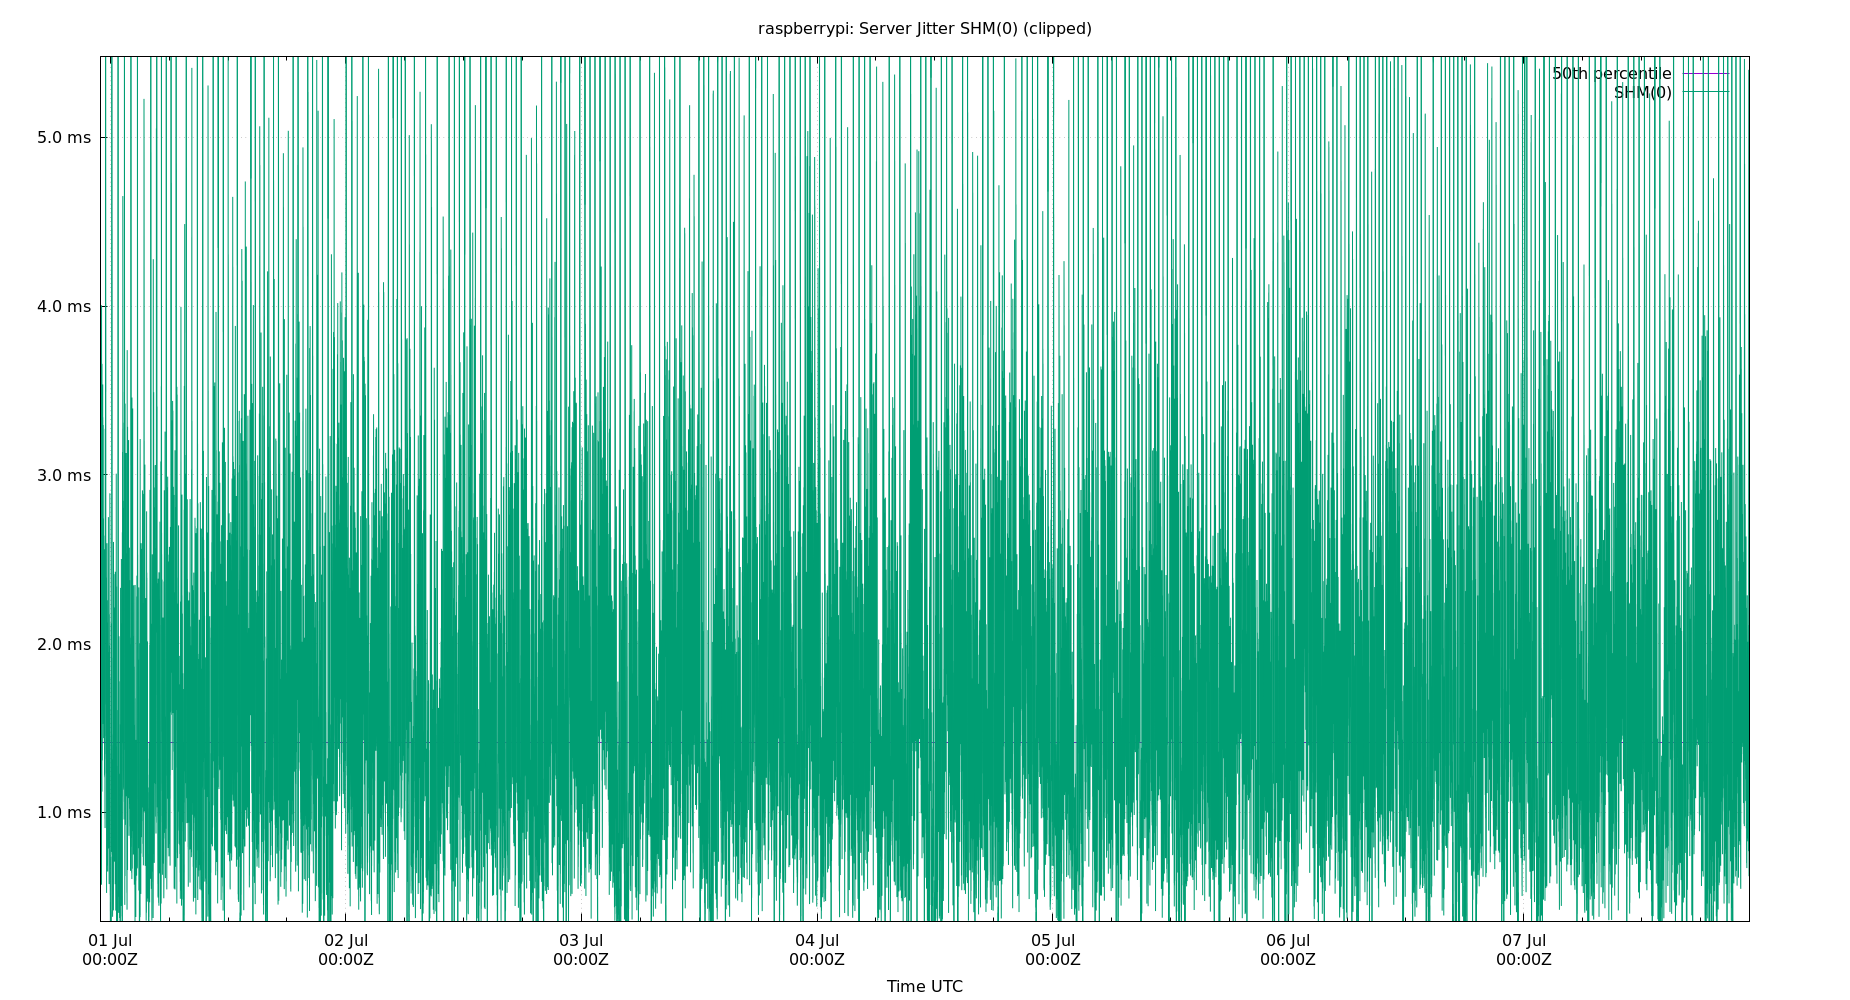 raspberrypi: Server Jitter SHM(0) (clipped)
50th percentile
SHM(0)
5.0 ms
4.0 ms
3.0 ms
2.0 ms
1.0 ms
01 Jul 02 Jul 03 Jul 04 Jul 05 Jul 06 Jul 07 Jul
00:00Z 00:00Z 00:00Z 00:00Z 00:00Z 00:00Z 00:00Z
Time UTC